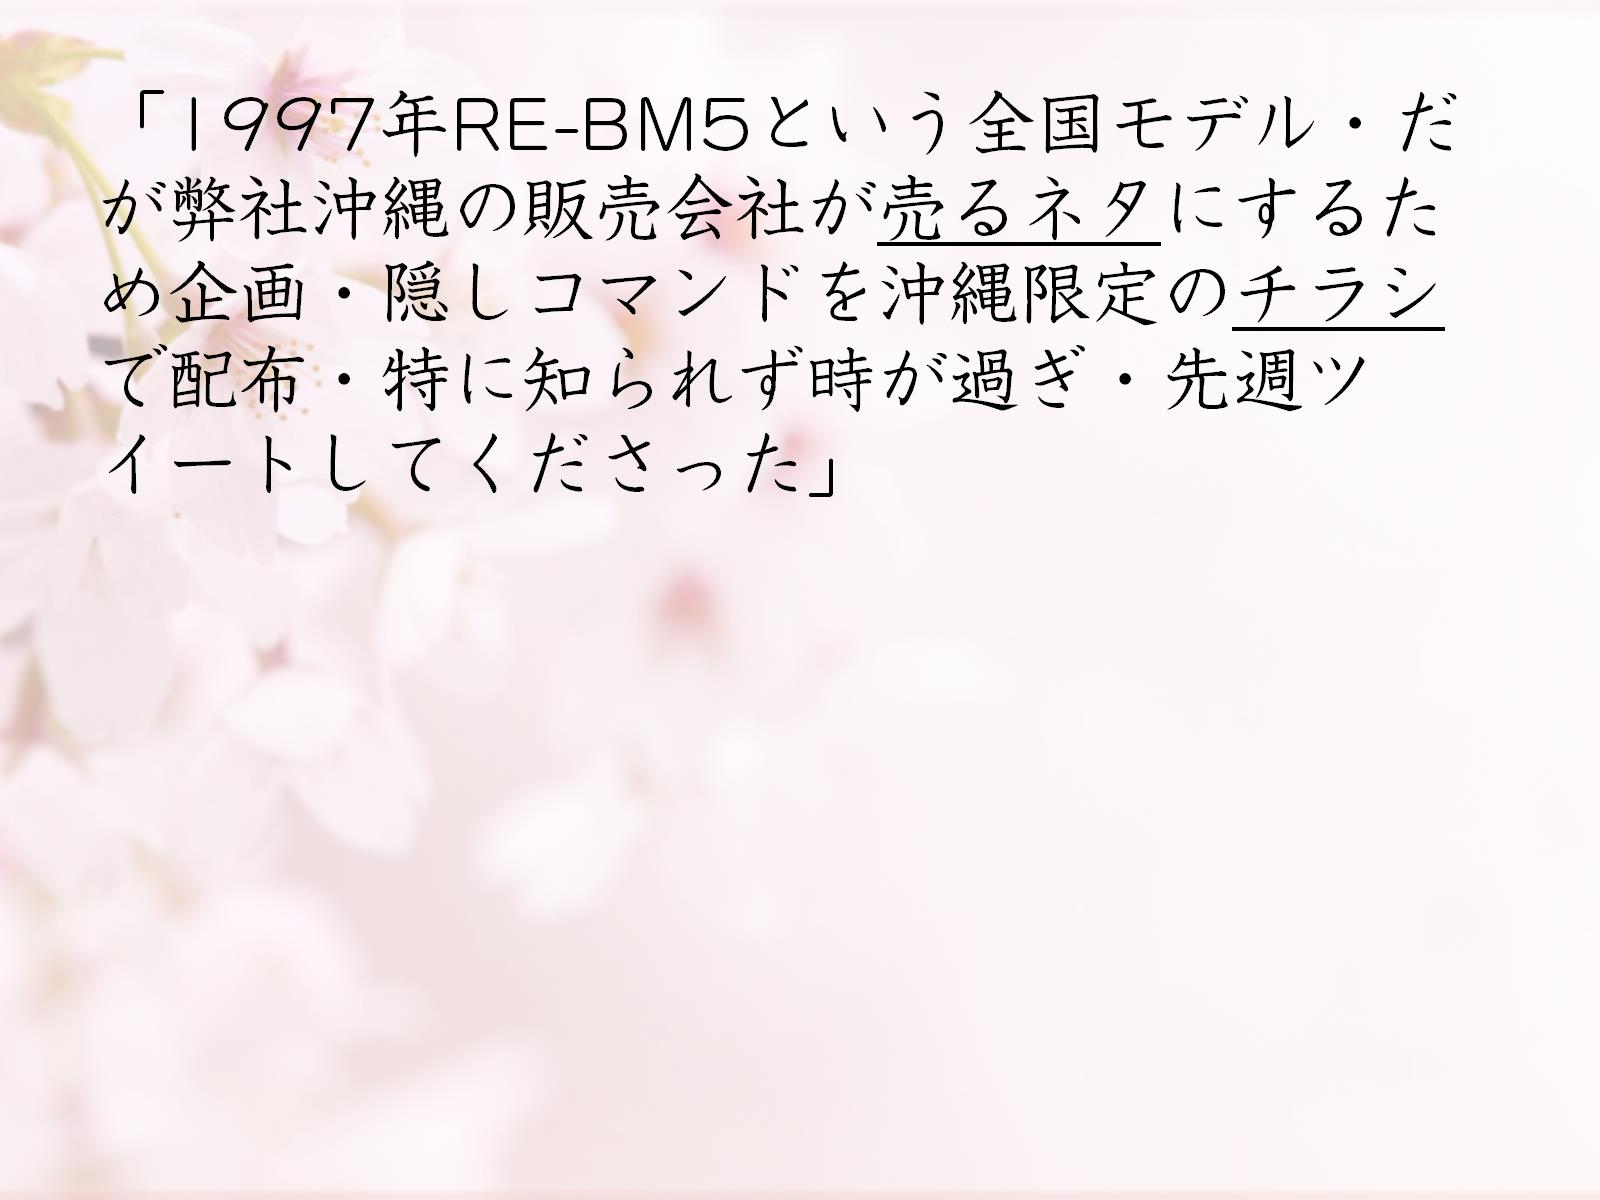 「1997年RE-BM5という全国モデル・だ
が弊社沖縄の販売会社が売るネタにするた
め企画・隠しコマンドを沖縄限定のチラシ
で配布・特に知られず時が過ぎ・先週ツ
イートしてくださった」